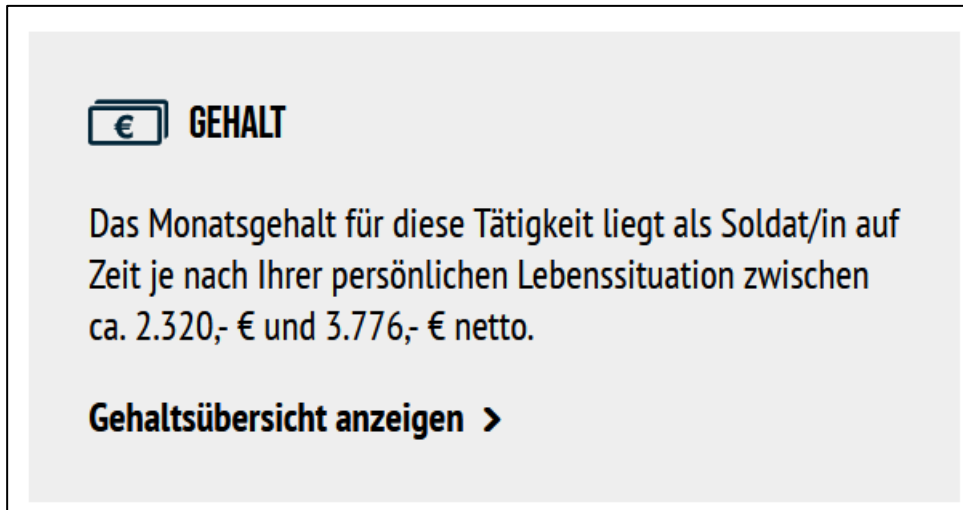 € GEHALT
Das Monatsgehalt für diese Tätigkeit liegt als Soldat/in auf
Zeit je nach Ihrer persönlichen Lebenssituation zwischen
ca. 2.320,- € und 3.776,- € netto.
Gehaltsübersicht anzeigen